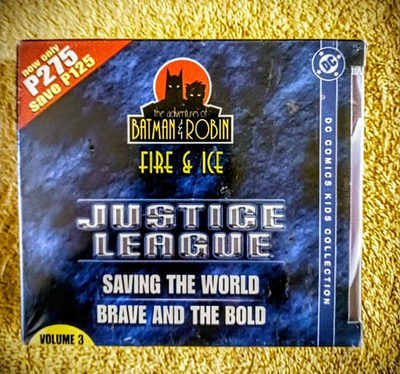 now only
P275
save P125
the adventures of
BATMAN & ROBIN
FIRE & ICE
JUSTICE
LEAGUE
SAVING THE WORLD
BRAVE AND THE BOLD
VOLUME 3
DC
DC COMICS KIDS COLLECTION